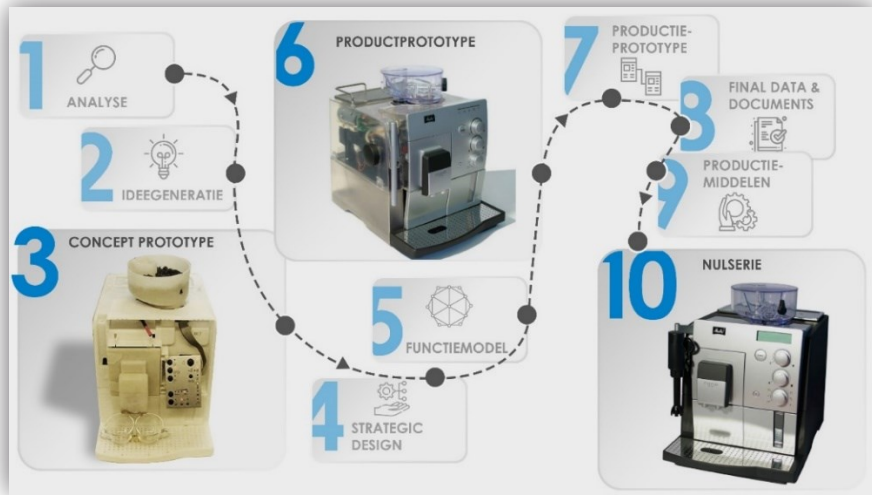 1
ANALYSE
2
IDEEGENERATIE
3
CONCEPT PROTOTYPE
4
STRATEGIC
DESIGN
5
FUNCTIEMODEL
6
PRODUCTPROTOTYPE
7
PRODUCTIE-
PROTOTYPE
8
FINAL DATA &
DOCUMENTS
9
PRODUCTIE-
MIDDELEN
10
NULSERIE